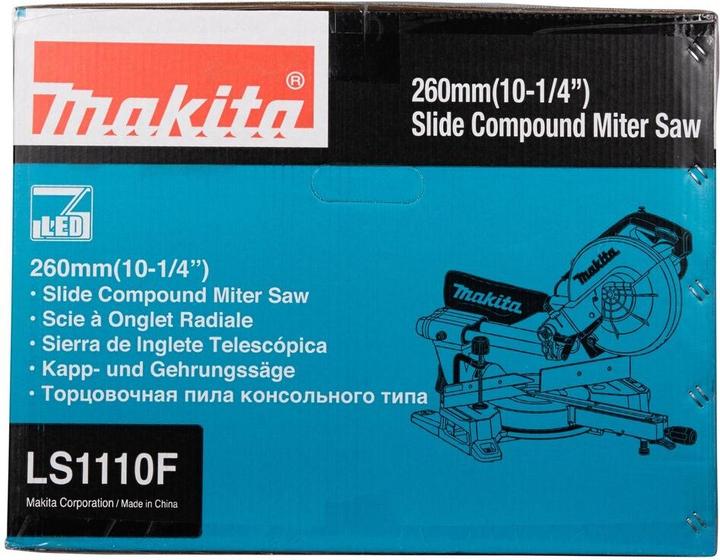 makita®
260mm(10-1/4”)
Slide Compound Miter Saw
LED
260mm(10-1/4”)
· Slide Compound Miter Saw
· Scie à Onglet Radiale
· Sierra de Inglete Telescópica
· Kapp- und Gehrungssäge
· Торцовочная пила консольного типа
makita
makita
LS1110F
Makita Corporation / Made in China